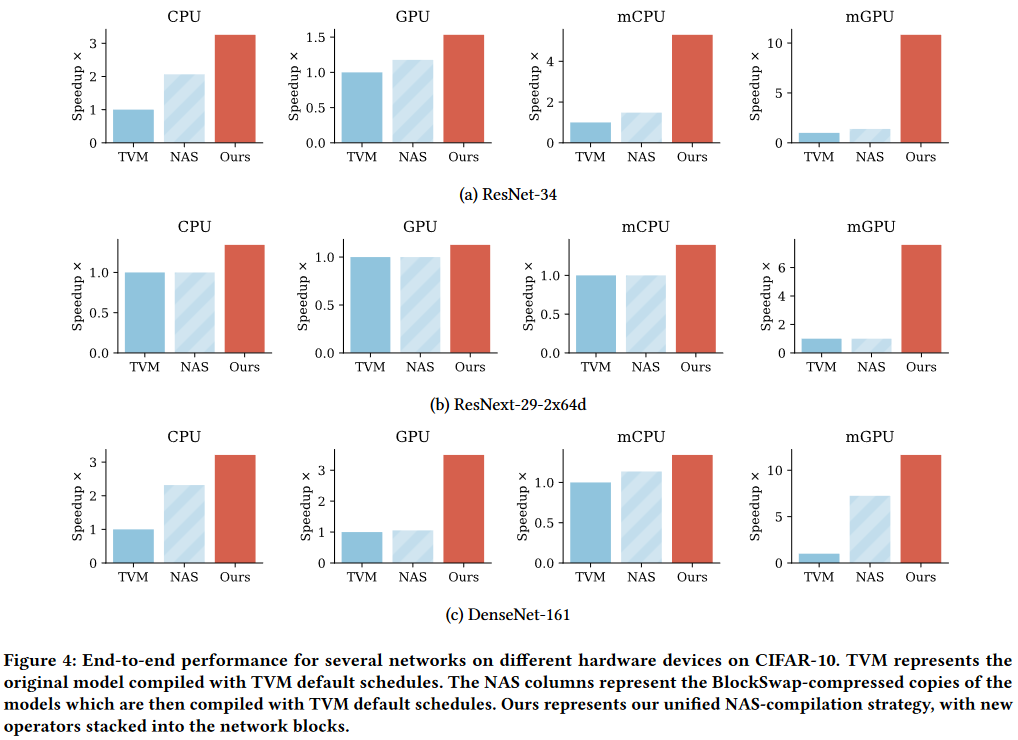 CPU GPU mCPU mGPU
Speedup ×
3
2
1
0
TVM NAS Ours
Speedup ×
1.5
1.0
0.5
0.0
TVM NAS Ours
Speedup ×
4
2
0
TVM NAS Ours
Speedup ×
10
5
0
TVM NAS Ours
(a) ResNet-34
CPU GPU mCPU mGPU
Speedup ×
1.0
0.5
0.0
TVM NAS Ours
Speedup ×
1.0
0.5
0.0
TVM NAS Ours
Speedup ×
1.0
0.5
0.0
TVM NAS Ours
Speedup ×
6
4
2
0
TVM NAS Ours
(b) ResNext-29-2x64d
CPU GPU mCPU mGPU
Speedup ×
3
2
1
0
TVM NAS Ours
Speedup ×
3
2
1
0
TVM NAS Ours
Speedup ×
1.0
0.5
0.0
TVM NAS Ours
Speedup ×
10
5
0
TVM NAS Ours
(c) DenseNet-161
Figure 4: End-to-end performance for several networks on different hardware devices on CIFAR-10. TVM represents the
original model compiled with TVM default schedules. The NAS columns represent the BlockSwap-compressed copies of the
models which are then compiled with TVM default schedules. Ours represents our unified NAS-compilation strategy, with new
operators stacked into the network blocks.